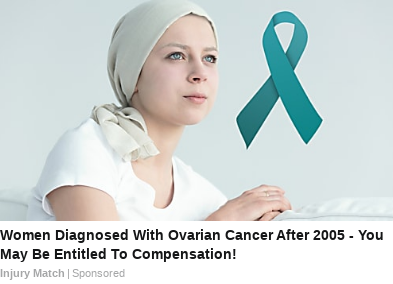 Women Diagnosed With Ovarian Cancer After 2005 - You
May Be Entitled To Compensation!
Injury Match | Sponsored